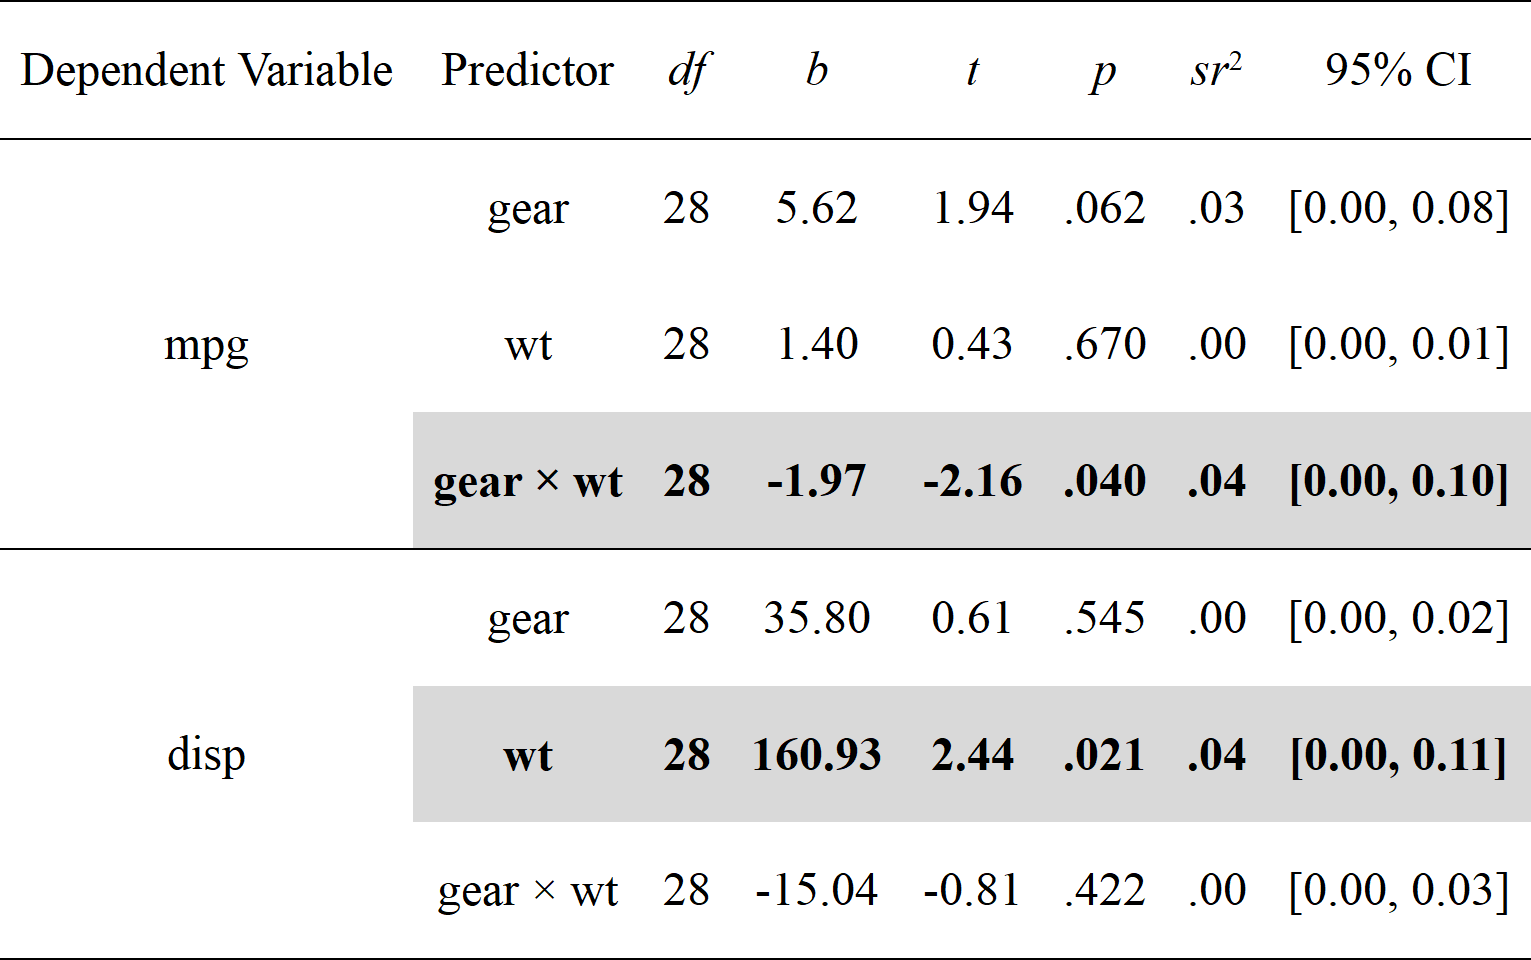 Dependent Variable Predictor df b t p sr² 95% CI
gear 28 5.62 1.94 .062 .03 [0.00, 0.08]
mpg wt 28 1.40 0.43 .670 .00 [0.00, 0.01]
gear × wt 28 -1.97 -2.16 .040 .04 [0.00, 0.10]
gear 28 35.80 0.61 .545 .00 [0.00, 0.02]
disp wt 28 160.93 2.44 .021 .04 [0.00, 0.11]
gear × wt 28 -15.04 -0.81 .422 .00 [0.00, 0.03]